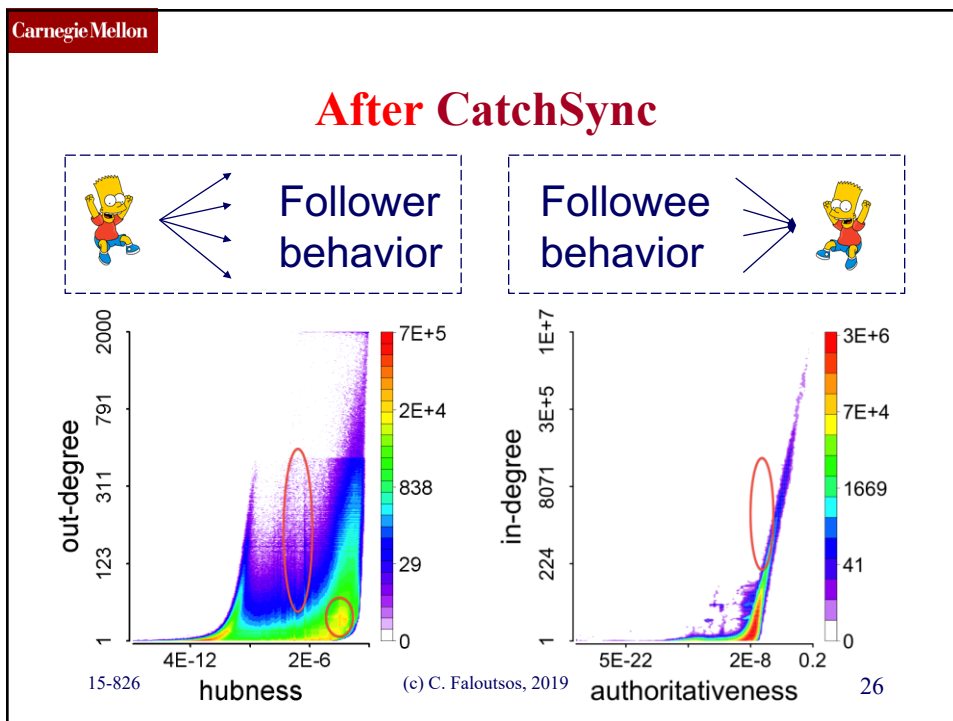 Carnegie Mellon
After CatchSync
Follower
behavior
Followee
behavior
out-degree
2000
791
311
123
1
7E+5
2E+4
838
29
0
4E-12
2E-6
hubness
in-degree
1E+7
3E+5
8071
224
1
3E+6
7E+4
1669
41
0
5E-22
2E-8
0.2
authoritativeness
15-826
(c) C. Faloutsos, 2019
26